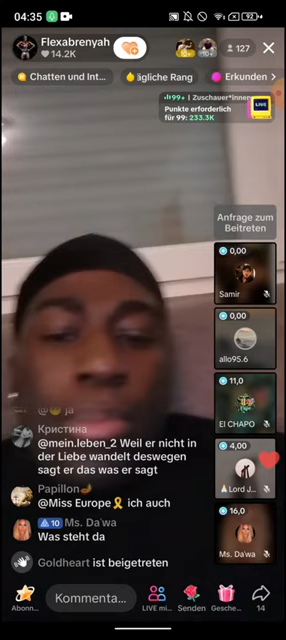 04:35
92
Flexabrenyah
14.2K
127
Chatten und Int...
ägliche Rang
Erkunden
99+ | Zuschauer*innen
Punkte erforderlich
für 99: 233.3K
LIVE
Anfrage zum
Beitreten
0,00
Samir
0,00
allo95.6
11,0
El CHAPO
4,00
Lord J...
16,0
Ms. Da'wa
@😕 ja
Кристина
@mein.leben_2 Weil er nicht in
der Liebe wandelt deswegen
sagt er das was er sagt
Papillon
@Miss Europe🎗️ ich auch
10 Ms. Da'wa
Was steht da
Goldheart ist beigetreten
Abonn...
Kommenta...
LIVE mi...
Senden
Gesche...
14